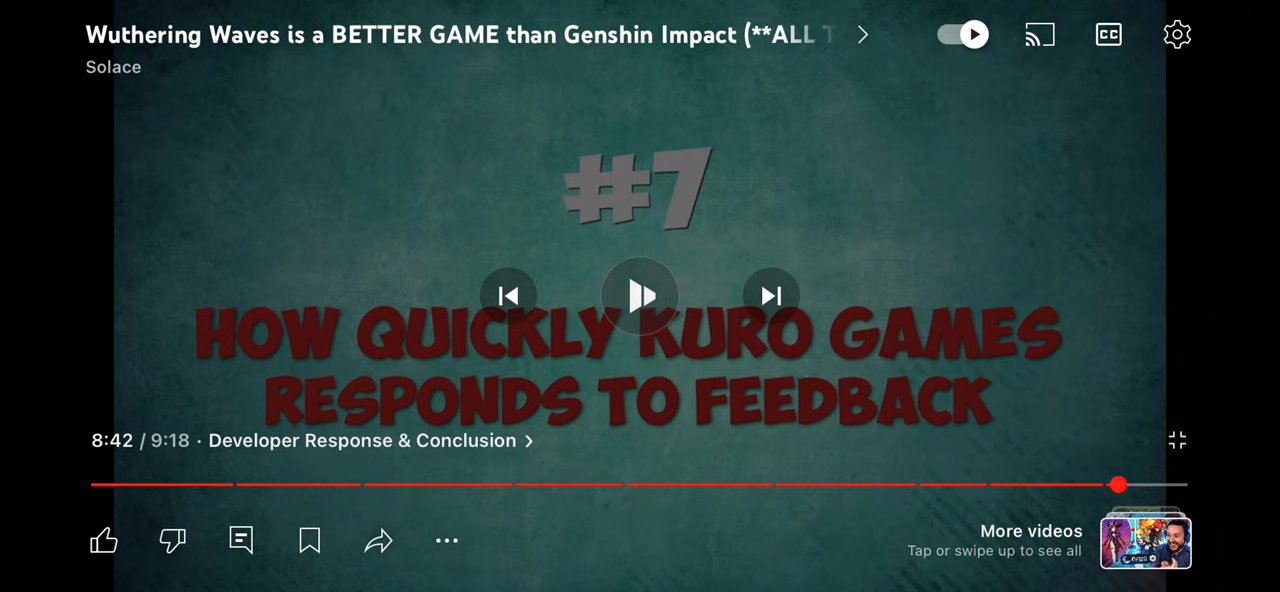 Wuthering Waves is a BETTER GAME than Genshin Impact (**ALL T
Solace
CC
#7
HOW QUICKLY KURO GAMES
RESPONDS TO FEEDBACK
8:42 / 9:18 · Developer Response & Conclusion
More videos
Tap or swipe up to see all